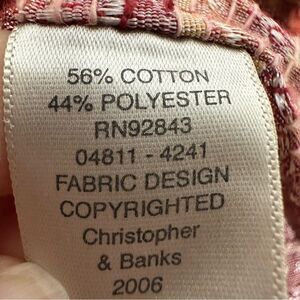 56% COTTON
44% POLYESTER
RN92843
04811 - 4241
FABRIC DESIGN
COPYRIGHTED
Christopher
& Banks
2006